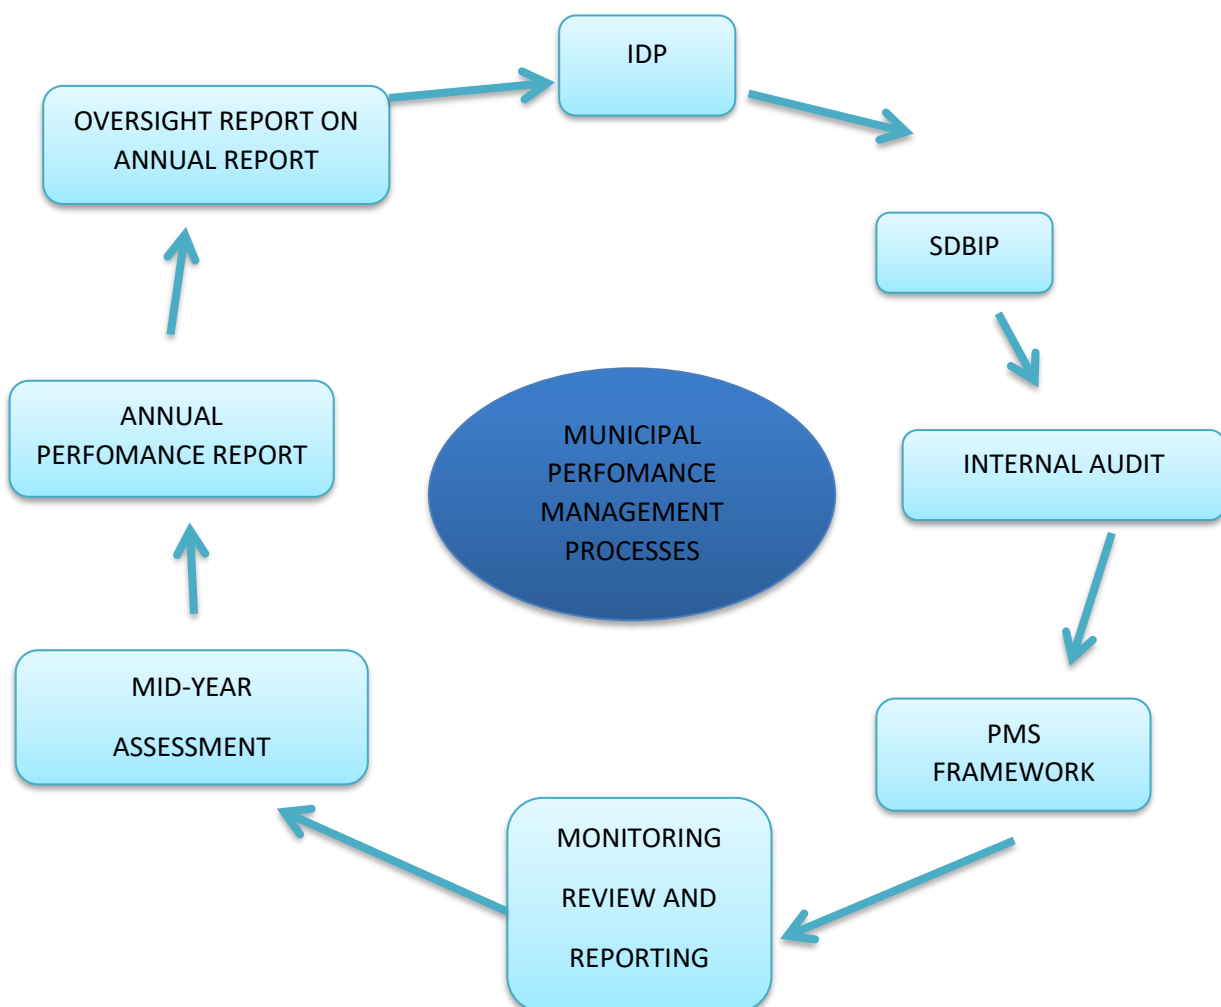 IDP
OVERSIGHT REPORT ON
ANNUAL REPORT
SDBIP
ANNUAL
PERFOMANCE REPORT
MUNICIPAL
PERFOMANCE
MANAGEMENT
PROCESSES
INTERNAL AUDIT
MID-YEAR
ASSESSMENT
PMS
FRAMEWORK
MONITORING
REVIEW AND
REPORTING